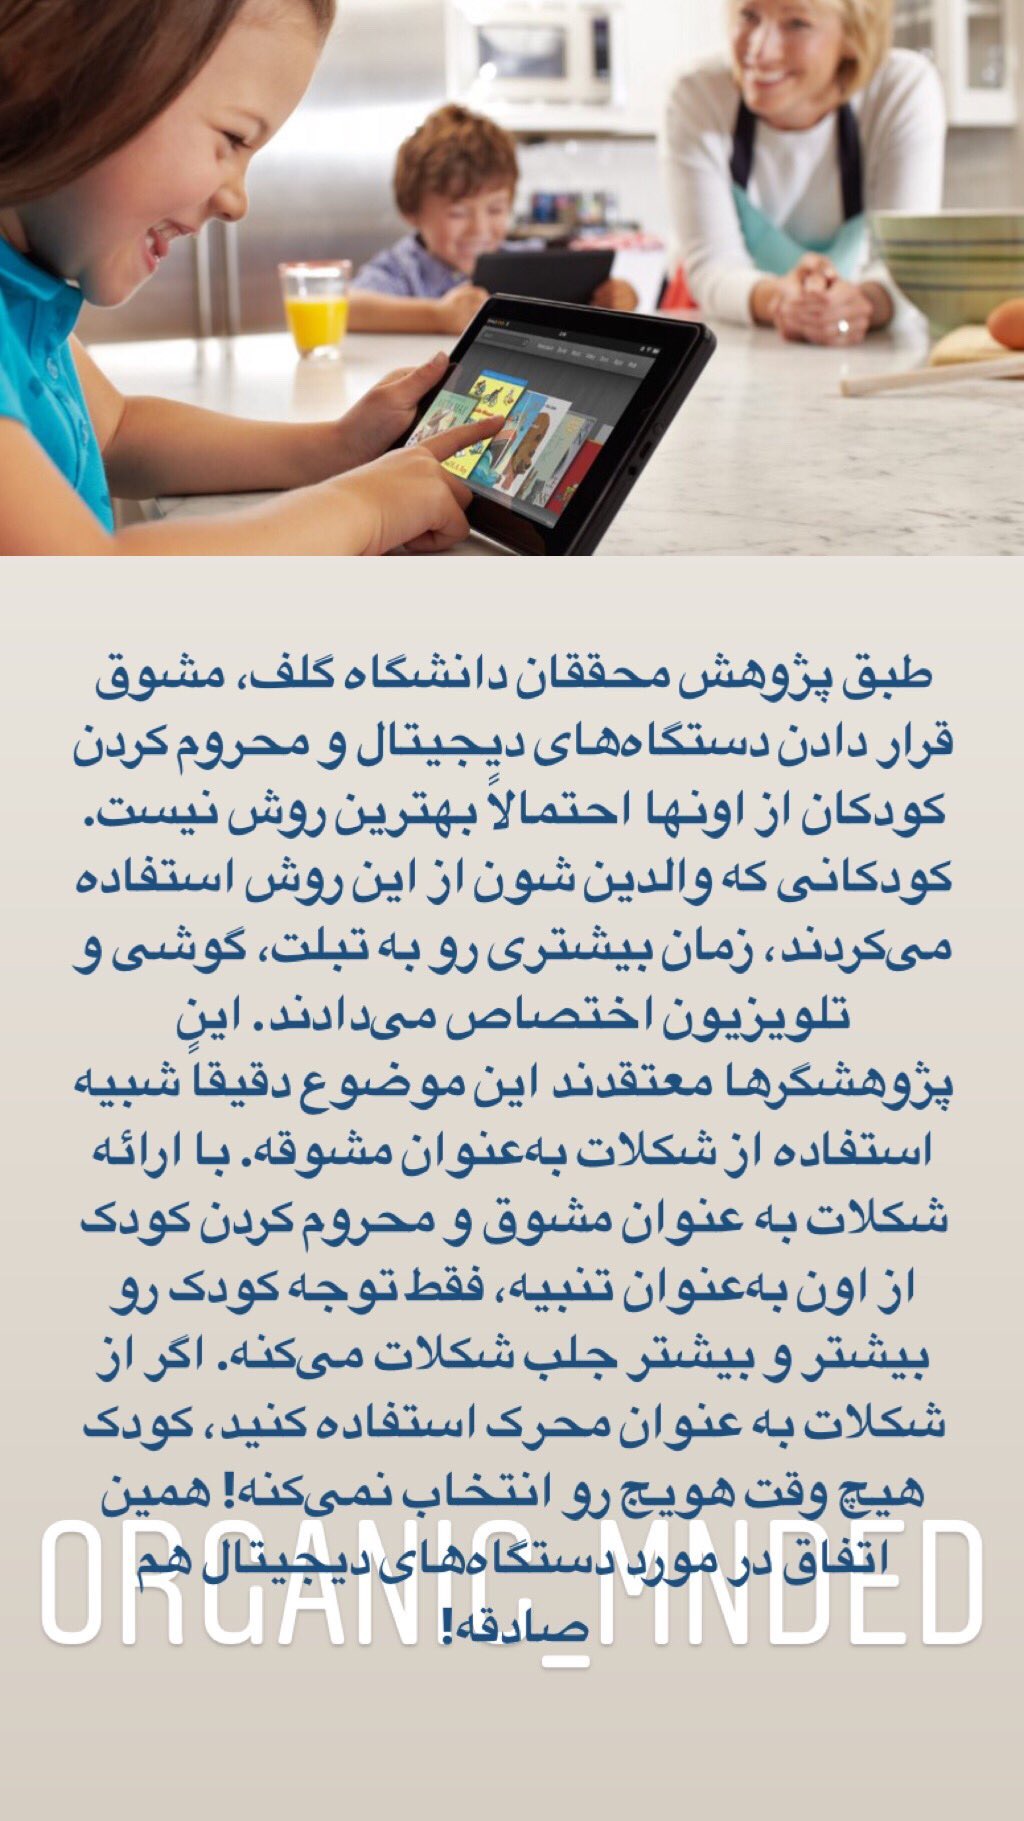 طبق پژوهش محققان دانشگاه گلف، مشوق
قرار دادن دستگاه‌های دیجیتال و محروم کردن
کودکان از اونها احتمالاً بهترین روش نیست.
کودکانی که والدین شون از این روش استفاده
می‌کردند، زمان بیشتری رو به تبلت، گوشی و
تلویزیون اختصاص می‌دادند. این
پژوهشگرها معتقدند این موضوع دقیقاً شبیه
استفاده از شکلات به‌عنوان مشوقه. با ارائه
شکلات به عنوان مشوق و محروم کردن کودک
از اون به‌عنوان تنبیه، فقط توجه کودک رو
بیشتر و بیشتر جلب شکلات می‌کنه. اگر از
شکلات به عنوان محرک استفاده کنید، کودک
هیچ وقت هویج رو انتخاب نمی‌کنه! همین
اتفاق در مورد دستگاه‌های دیجیتال هم
صادقه!
ORGANIC_MNDED